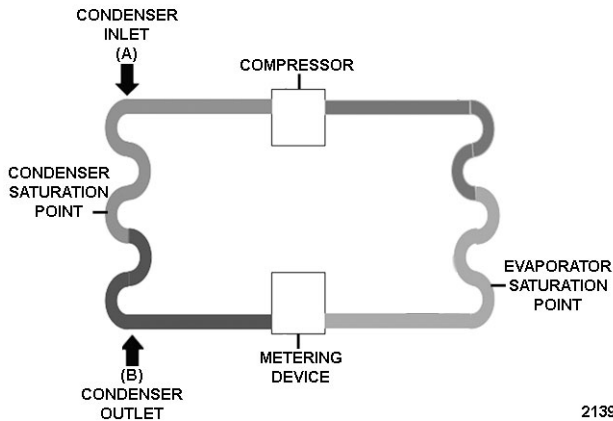 CONDENSER
INLET
(A)
COMPRESSOR
CONDENSER
SATURATION
POINT
EVAPORATOR
SATURATION
POINT
METERING
DEVICE
(B)
CONDENSER
OUTLET
2139